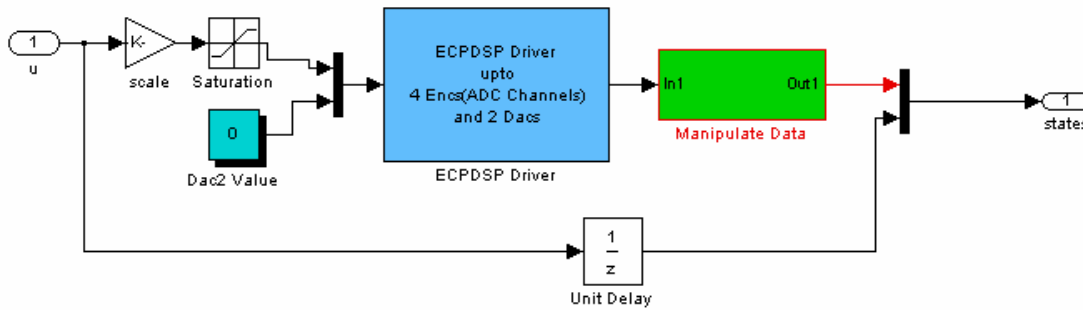 1
u
K-
scale
Saturation
0
Dac2 Value
ECPDSP Driver
upto
4 Encs(ADC Channels)
and 2 Dacs
ECPDSP Driver
In1
Out1
Manipulate Data
1
states
1
z
Unit Delay